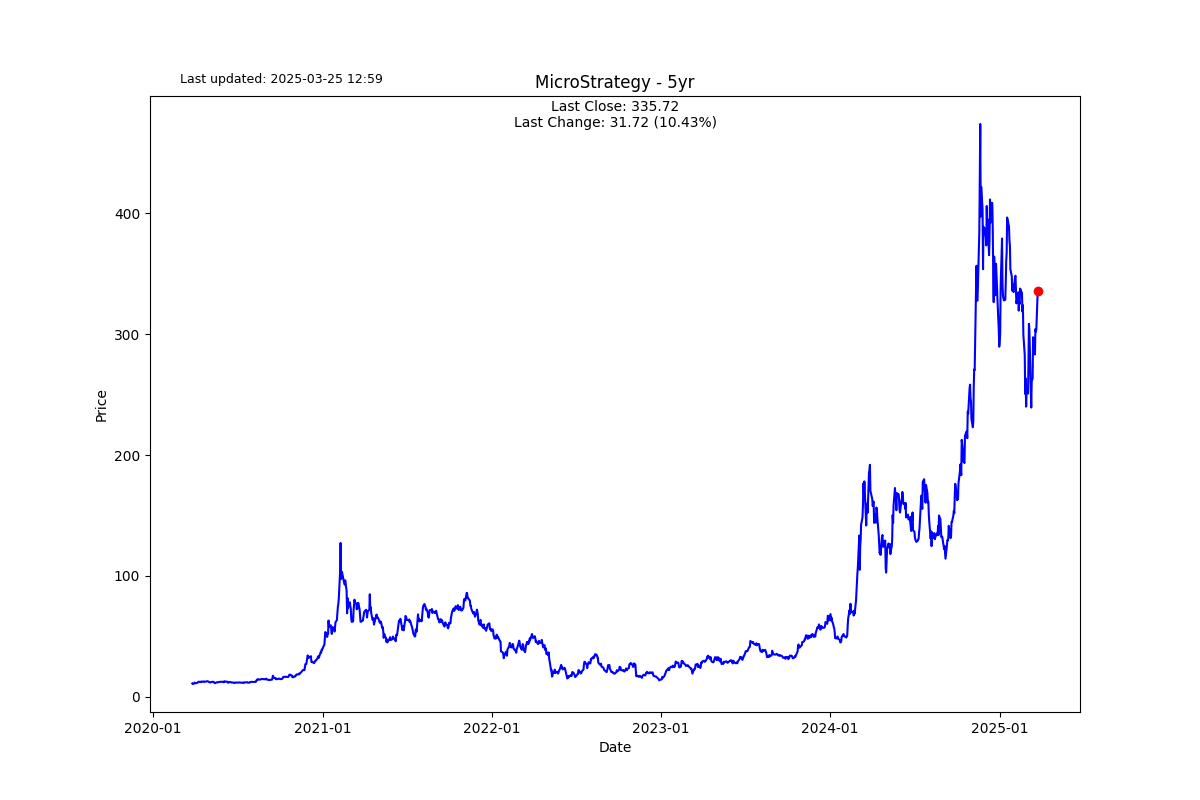 Last updated: 2025-03-25 12:59
MicroStrategy - 5yr
Last Close: 335.72
Last Change: 31.72 (10.43%)
400
300
200
100
0
Price
2020-01
2021-01
2022-01
2023-01
2024-01
2025-01
Date